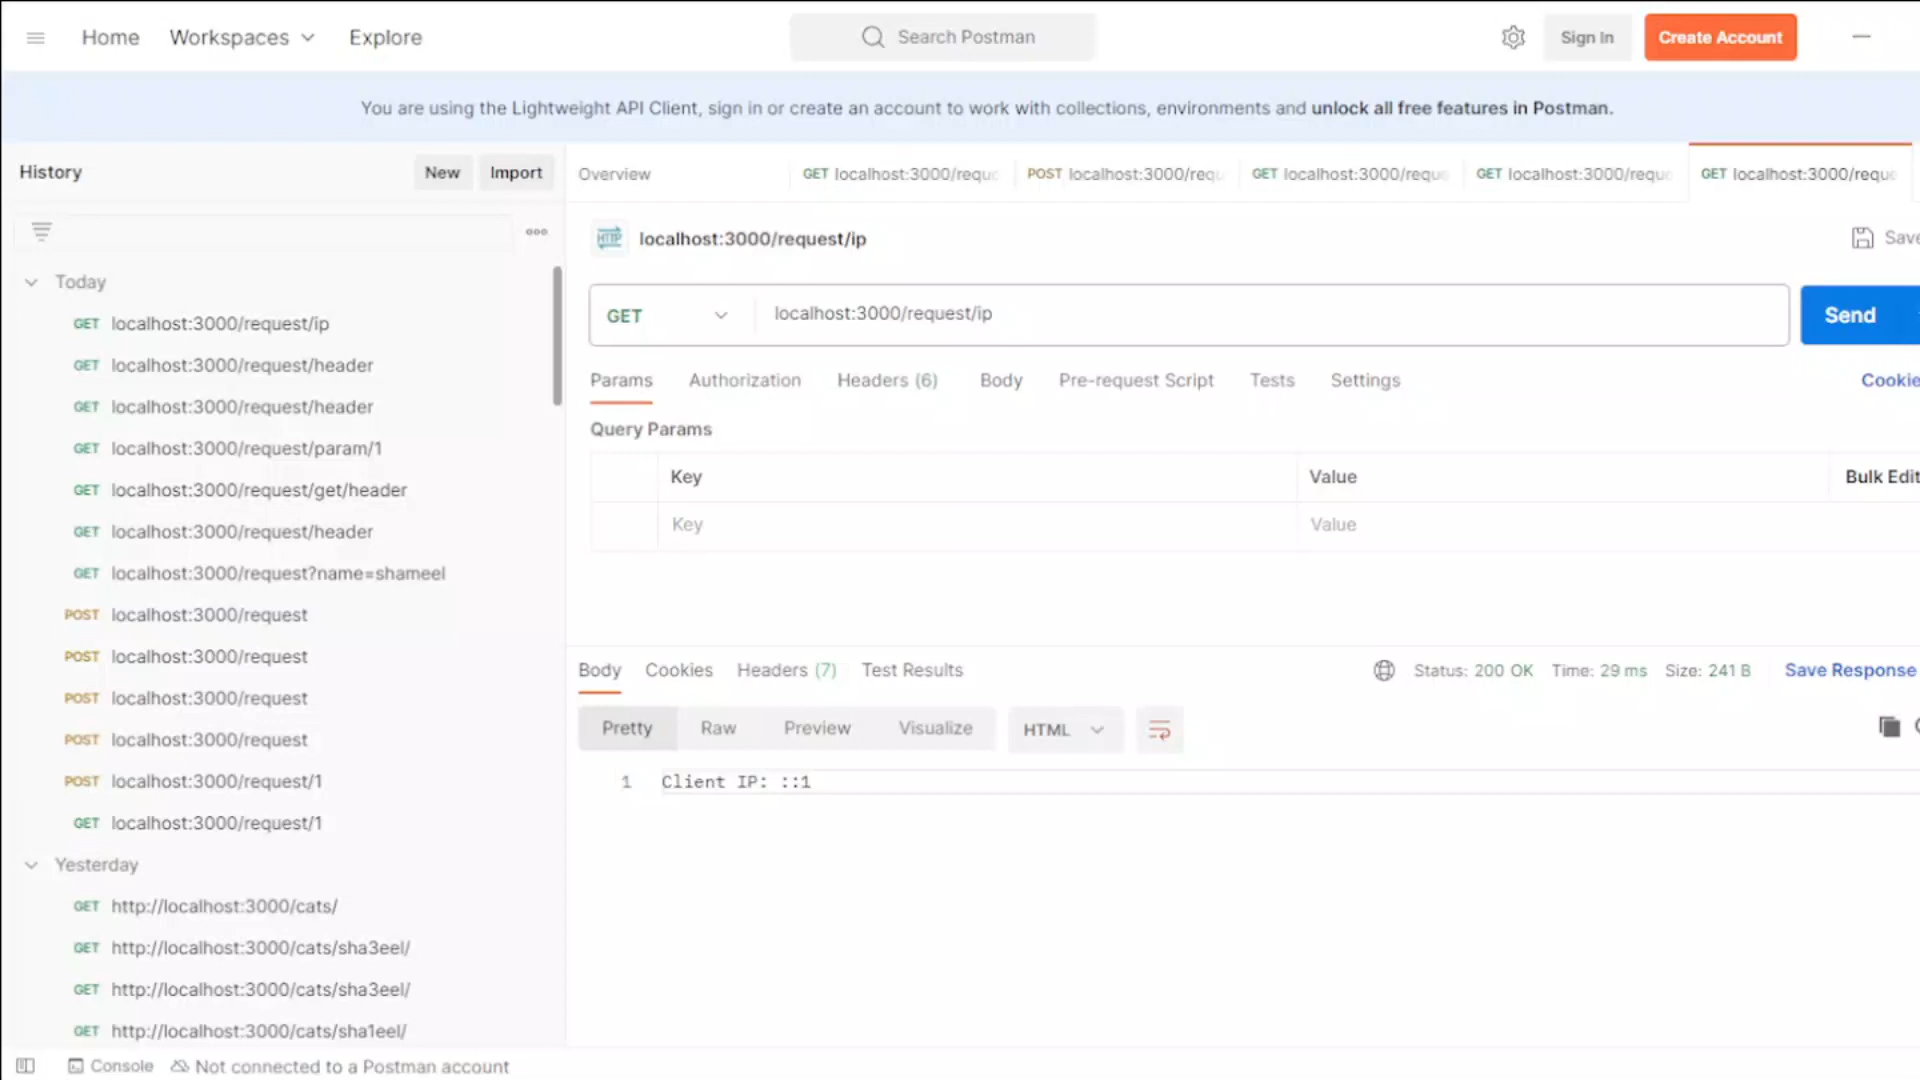 Home Workspaces Explore Search Postman Sign In Create Account
You are using the Lightweight API Client, sign in or create an account to work with collections, environments and unlock all free features in Postman.
History New Import
Overview GET localhost:3000/requ POST localhost:3000/requ GET localhost:3000/reque GET localhost:3000/reque GET localhost:3000/reque
HTTP localhost:3000/request/ip Save
Today
GET localhost:3000/request/ip
GET localhost:3000/request/header
GET localhost:3000/request/header
GET localhost:3000/request/param/1
GET localhost:3000/request/get/header
GET localhost:3000/request/header
GET localhost:3000/request?name=shameel
POST localhost:3000/request
POST localhost:3000/request
POST localhost:3000/request
POST localhost:3000/request
POST localhost:3000/request/1
GET localhost:3000/request/1
Yesterday
GET http://localhost:3000/cats/
GET http://localhost:3000/cats/sha3eel/
GET http://localhost:3000/cats/sha3eel/
GET http://localhost:3000/cats/sha1eel/
GET localhost:3000/request/ip Send
Params Authorization Headers (6) Body Pre-request Script Tests Settings Cookie
Query Params
Key Value Bulk Edit
Key Value
Body Cookies Headers (7) Test Results Status: 200 OK Time: 29 ms Size: 241 B Save Response
Pretty Raw Preview Visualize HTML
1 Client IP: ::1
Console Not connected to a Postman account